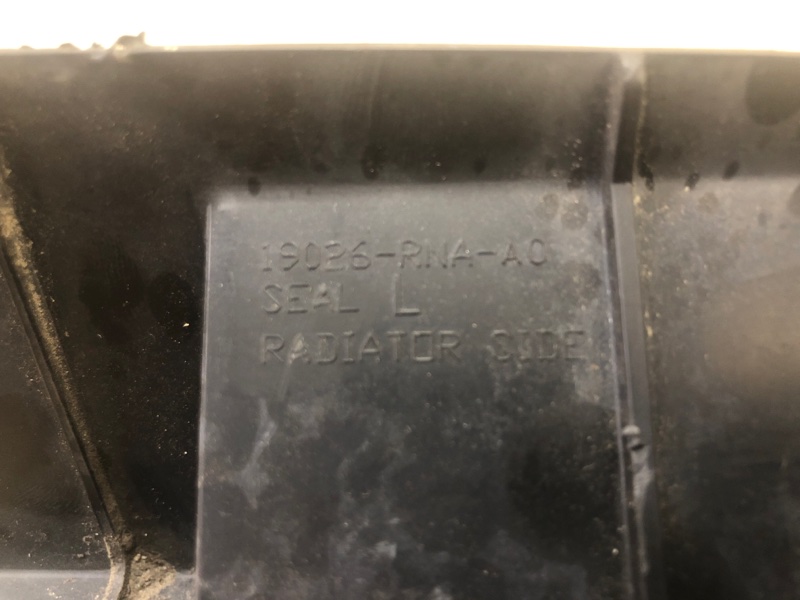 19026-RNA-A0
SEAL L
RADIATOR SIDE